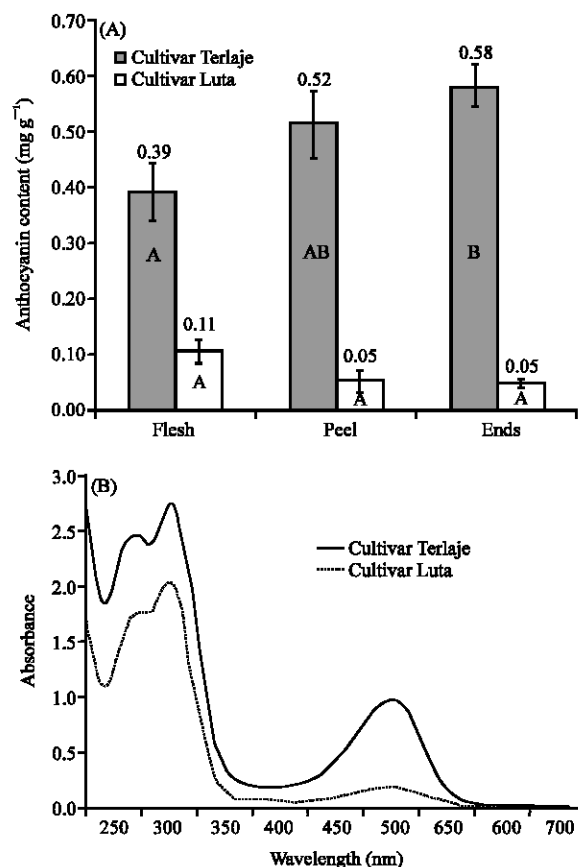 (A)
Cultivar Terlaje
Cultivar Luta
Anthocyanin content (mg g⁻¹)
0.70
0.60
0.50
0.40
0.30
0.20
0.10
0.00
0.39
0.52
0.58
0.11
0.05
0.05
A
AB
B
A
A
A
Flesh
Peel
Ends
(B)
Cultivar Terlaje
Cultivar Luta
Absorbance
3.0
2.5
2.0
1.5
1.0
0.5
0.0
250 300 350 400 500 350 600 700
Wavelength (nm)